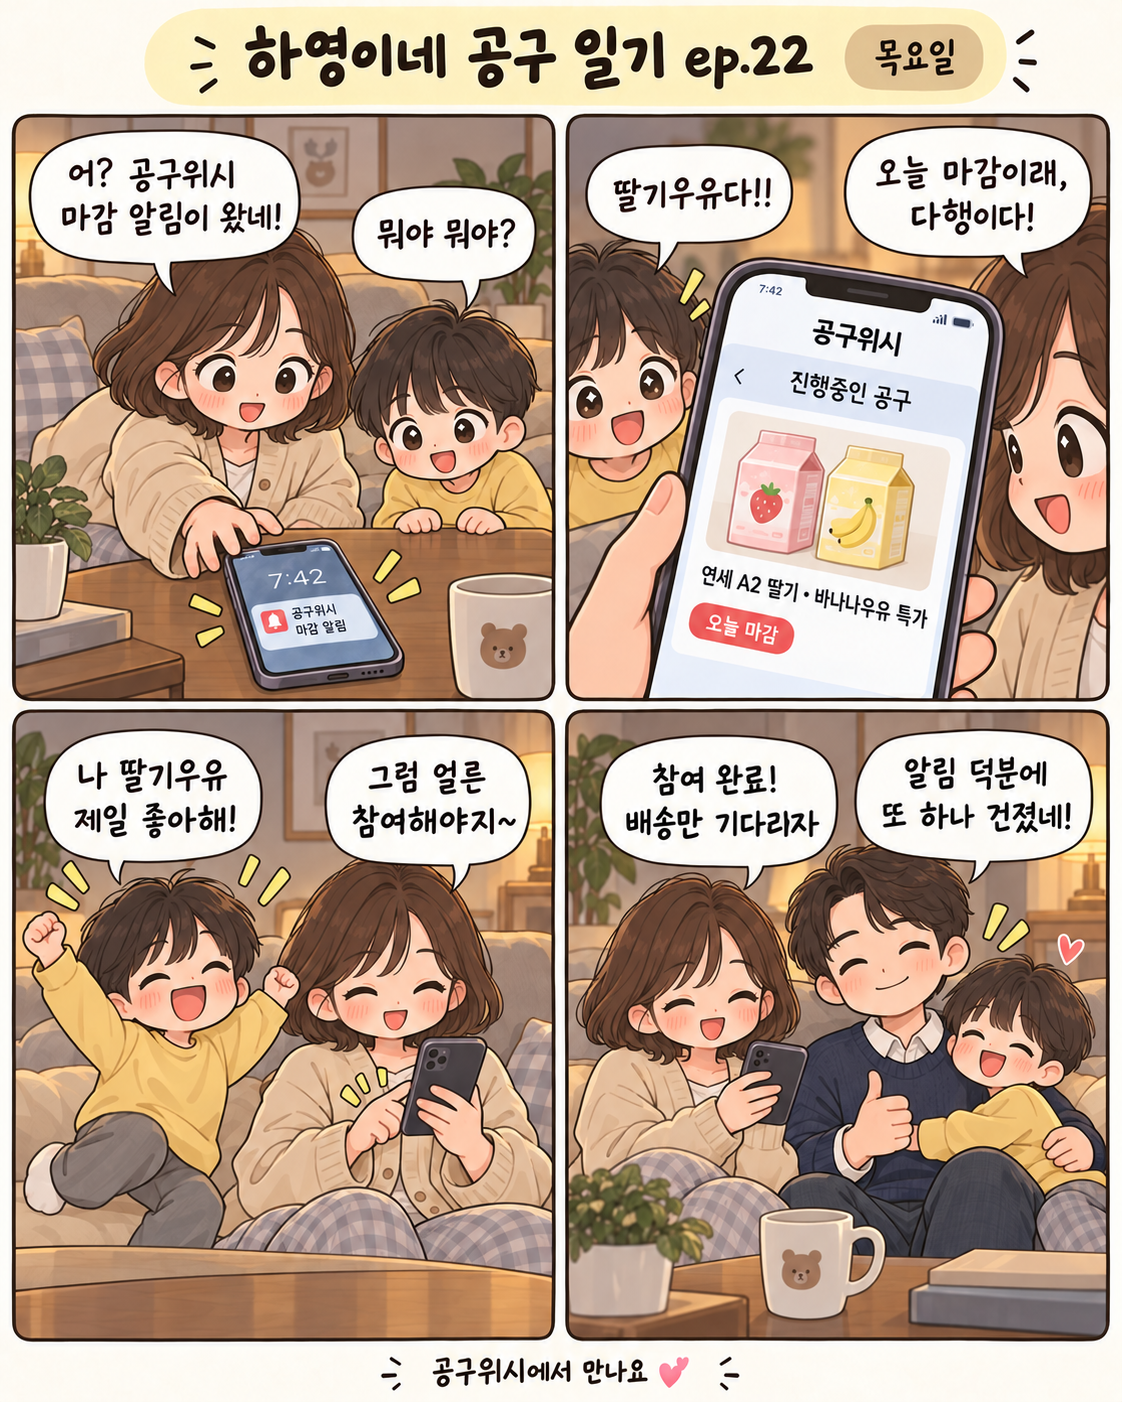 하영이네 공구 일기 ep.22
목요일
어? 공구위시
마감 알림이 왔네!
뭐야 뭐야?
7:42
공구위시
마감 알림
딸기우유다!!
오늘 마감이래,
다행이다!
7:42
공구위시
진행중인 공구
연세 A2 딸기 • 바나나우유 특가
오늘 마감
나 딸기우유
제일 좋아해!
그럼 얼른
참여해야지~
참여 완료!
배송만 기다리자
알림 덕분에
또 하나 건졌네!
공구위시에서 만나요